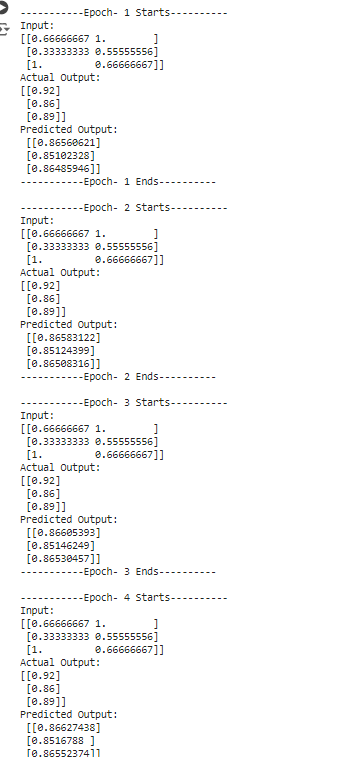 -----------Epoch- 1 Starts----------
Input:
[[0.66666667 1.        ]
 [0.33333333 0.55555556]
 [1.         0.66666667]]
Actual Output:
[[0.92]
 [0.86]
 [0.89]]
Predicted Output:
 [[0.86560621]
 [0.85102328]
 [0.86485946]]
-----------Epoch- 1 Ends----------

-----------Epoch- 2 Starts----------
Input:
[[0.66666667 1.        ]
 [0.33333333 0.55555556]
 [1.         0.66666667]]
Actual Output:
[[0.92]
 [0.86]
 [0.89]]
Predicted Output:
 [[0.86583122]
 [0.85124399]
 [0.86508316]]
-----------Epoch- 2 Ends----------

-----------Epoch- 3 Starts----------
Input:
[[0.66666667 1.        ]
 [0.33333333 0.55555556]
 [1.         0.66666667]]
Actual Output:
[[0.92]
 [0.86]
 [0.89]]
Predicted Output:
 [[0.86605393]
 [0.85146249]
 [0.86530457]]
-----------Epoch- 3 Ends----------

-----------Epoch- 4 Starts----------
Input:
[[0.66666667 1.        ]
 [0.33333333 0.55555556]
 [1.         0.66666667]]
Actual Output:
[[0.92]
 [0.86]
 [0.89]]
Predicted Output:
 [[0.86627438]
 [0.8516788 ]
 [0.86552374]]